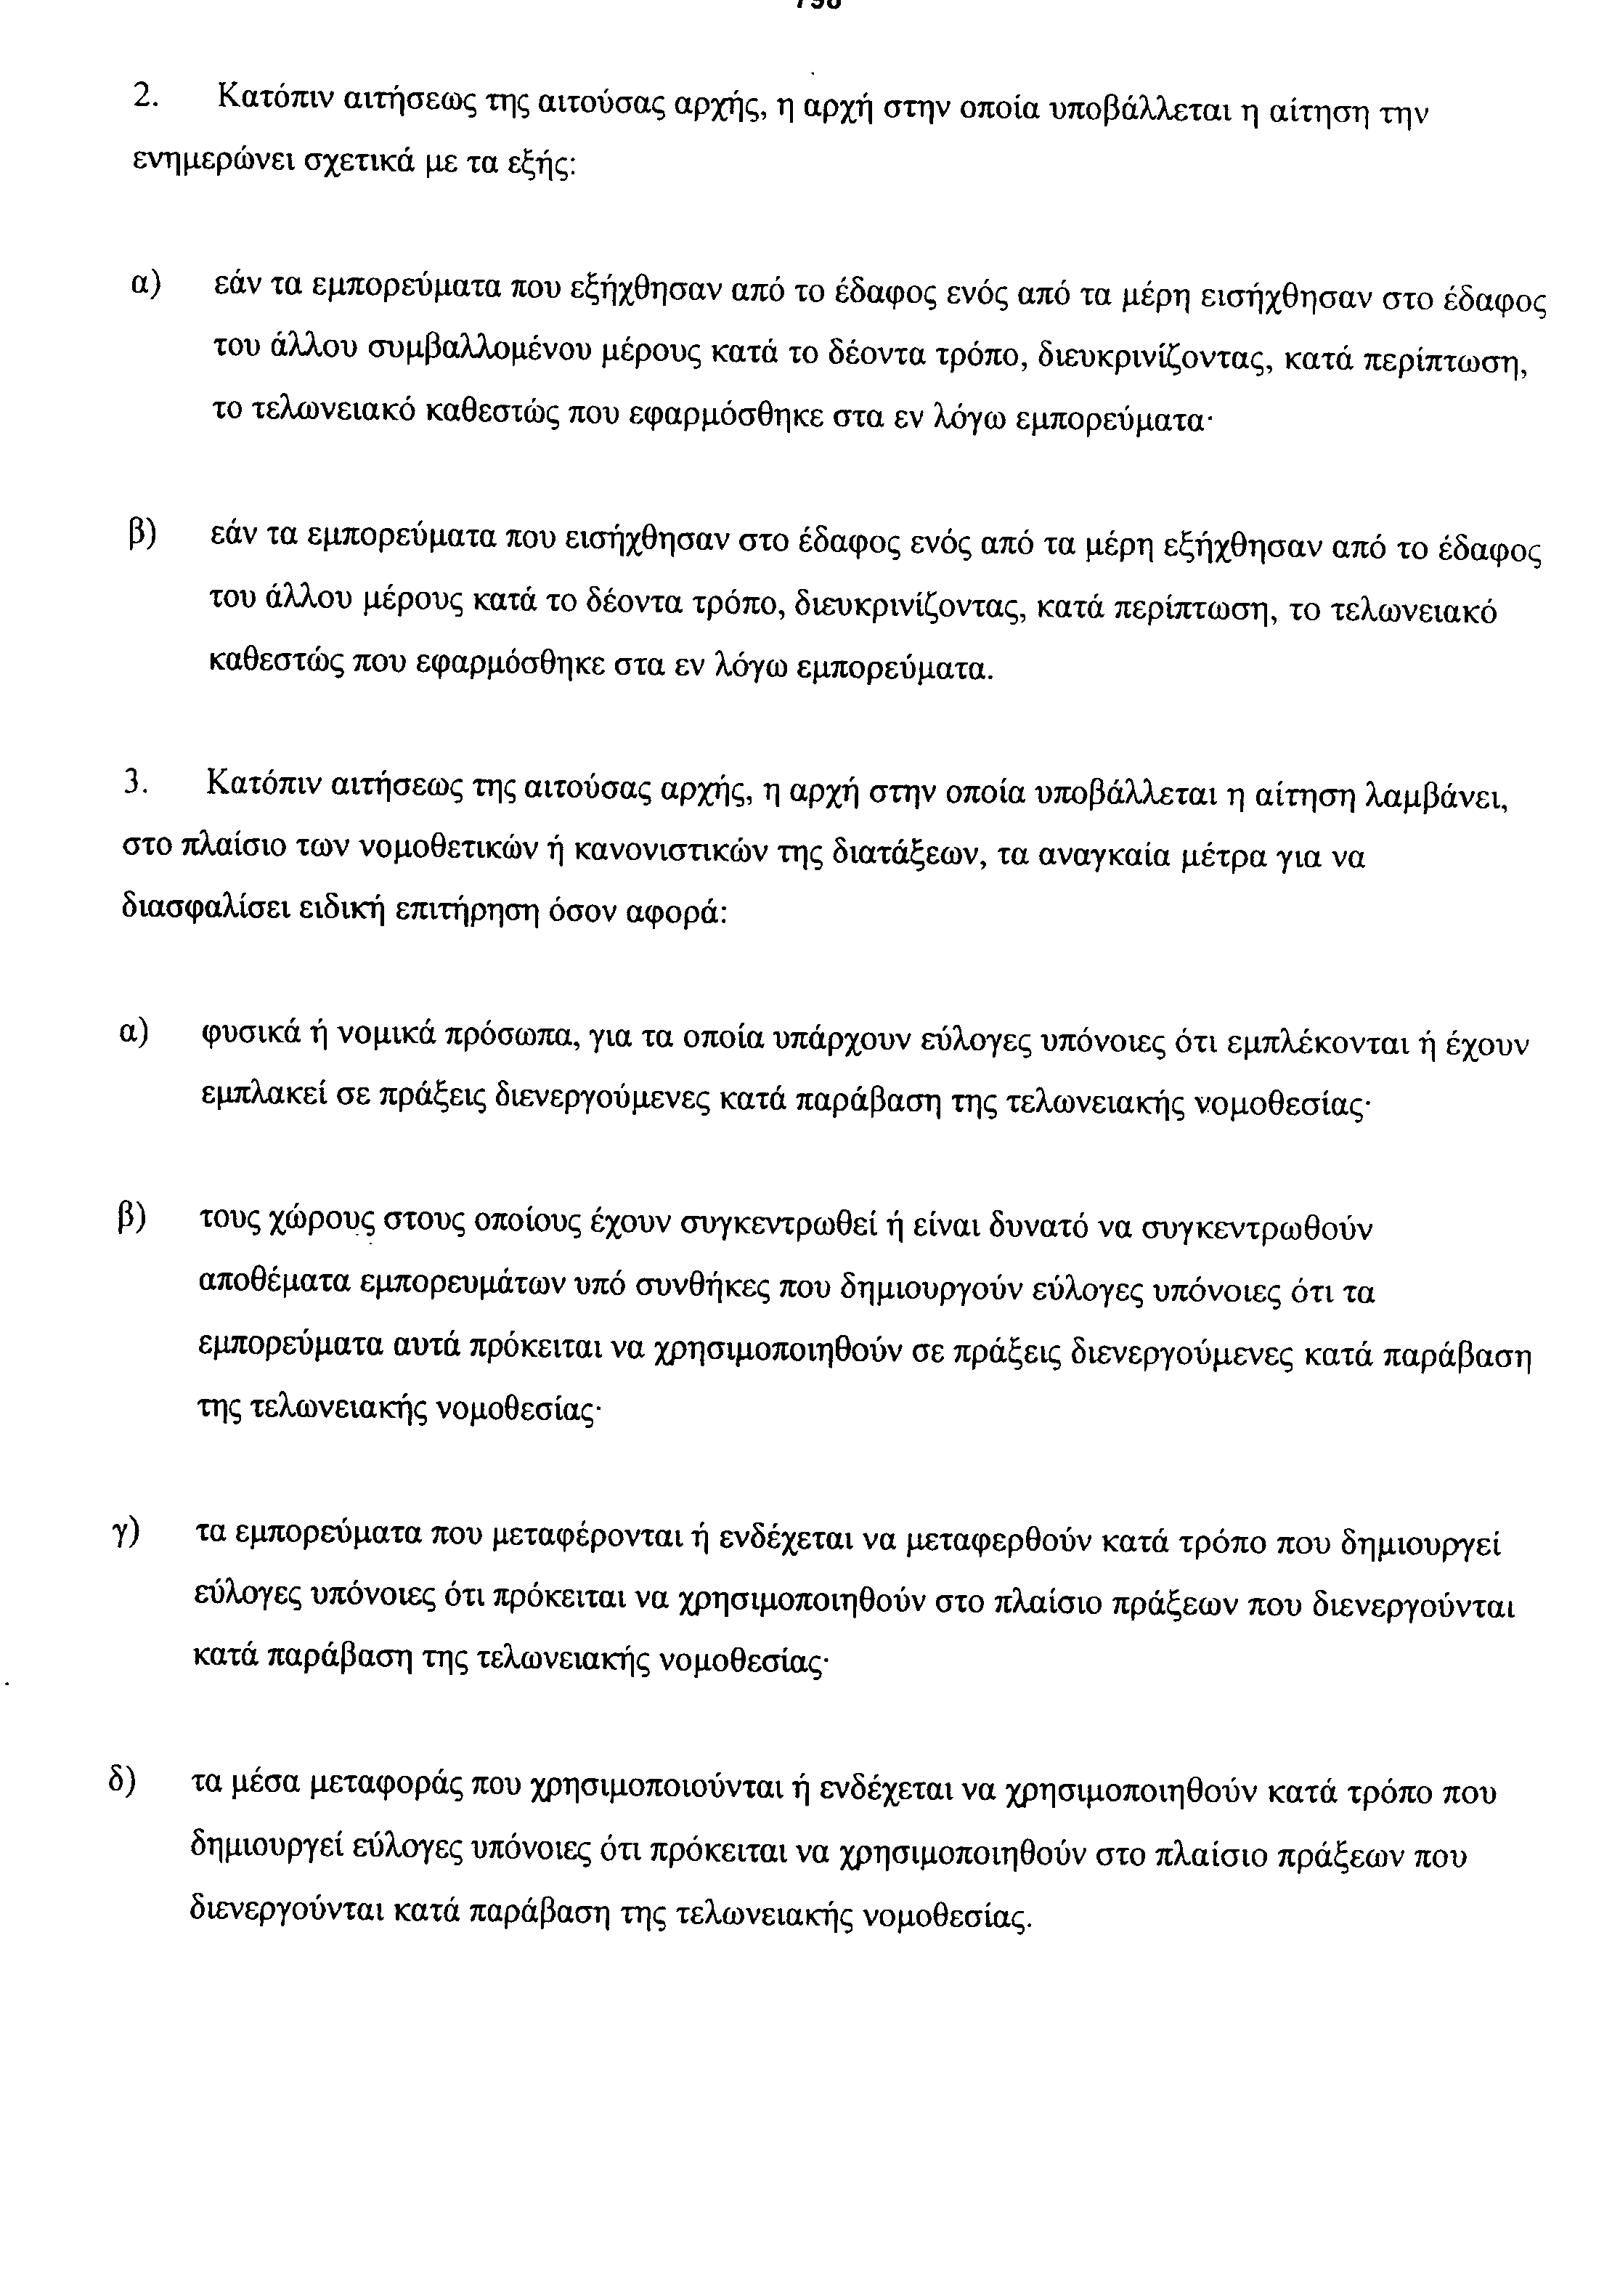 2. Κατόπιν αιτήσεως της αιτούσας αρχής, η αρχή στην οποία υποβάλλεται η αίτηση την
ενημερώνει σχετικά με τα εξής:
α) εάν τα εμπορεύματα που εξήχθησαν από το έδαφος ενός από τα μέρη εισήχθησαν στο έδαφος
του άλλου συμβαλλομένου μέρους κατά το δέοντα τρόπο, διευκρινίζοντας, κατά περίπτωση,
το τελωνειακό καθεστώς που εφαρμόσθηκε στα εν λόγω εμπορεύματα·
β) εάν τα εμπορεύματα που εισήχθησαν στο έδαφος ενός από τα μέρη εξήχθησαν από το έδαφος
του άλλου μέρους κατά το δέοντα τρόπο, διευκρινίζοντας, κατά περίπτωση, το τελωνειακό
καθεστώς που εφαρμόσθηκε στα εν λόγω εμπορεύματα.
3. Κατόπιν αιτήσεως της αιτούσας αρχής, η αρχή στην οποία υποβάλλεται η αίτηση λαμβάνει,
στο πλαίσιο των νομοθετικών ή κανονιστικών της διατάξεων, τα αναγκαία μέτρα για να
διασφαλίσει ειδική επιτήρηση όσον αφορά:
α) φυσικά ή νομικά πρόσωπα, για τα οποία υπάρχουν εύλογες υπόνοιες ότι εμπλέκονται ή έχουν
εμπλακεί σε πράξεις διενεργούμενες κατά παράβαση της τελωνειακής νομοθεσίας·
β) τους χώρους στους οποίους έχουν συγκεντρωθεί ή είναι δυνατό να συγκεντρωθούν
αποθέματα εμπορευμάτων υπό συνθήκες που δημιουργούν εύλογες υπόνοιες ότι τα
εμπορεύματα αυτά πρόκειται να χρησιμοποιηθούν σε πράξεις διενεργούμενες κατά παράβαση
της τελωνειακής νομοθεσίας·
γ) τα εμπορεύματα που μεταφέρονται ή ενδέχεται να μεταφερθούν κατά τρόπο που δημιουργεί
εύλογες υπόνοιες ότι πρόκειται να χρησιμοποιηθούν στο πλαίσιο πράξεων που διενεργούνται
κατά παράβαση της τελωνειακής νομοθεσίας·
δ) τα μέσα μεταφοράς που χρησιμοποιούνται ή ενδέχεται να χρησιμοποιηθούν κατά τρόπο που
δημιουργεί εύλογες υπόνοιες ότι πρόκειται να χρησιμοποιηθούν στο πλαίσιο πράξεων που
διενεργούνται κατά παράβαση της τελωνειακής νομοθεσίας.